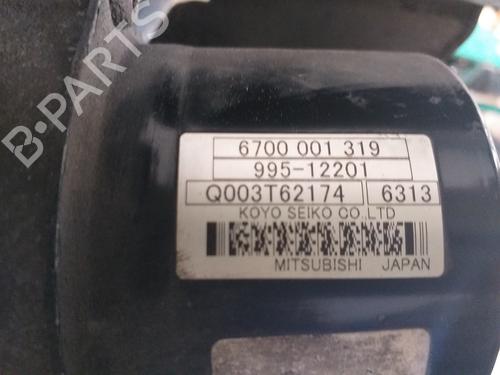 B-PARTS
6700 001 319
995-12201
Q003T62174 6313
KOYO SEIKO CO.,LTD
MITSUBISHI JAPAN